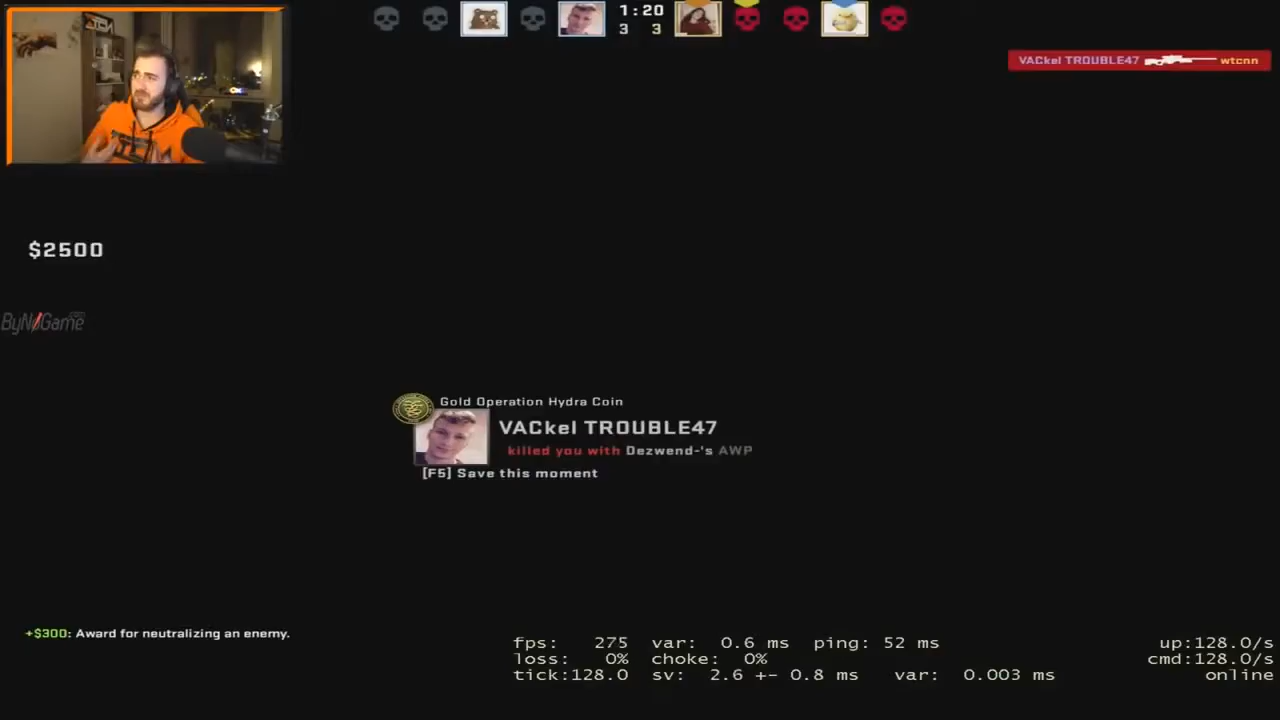 1:20
3 3
VACkel TROUBLE47 wtcnn
$2500
ByNoGame
Gold Operation Hydra Coin
VACkel TROUBLE47
killed you with Dezwend-'s AWP
[F5] Save this moment
+$300: Award for neutralizing an enemy.
fps: 275 var: 0.6 ms ping: 52 ms up:128.0/s
loss: 0% choke: 0% cmd:128.0/s
tick:128.0 sv: 2.6 +- 0.8 ms var: 0.003 ms online